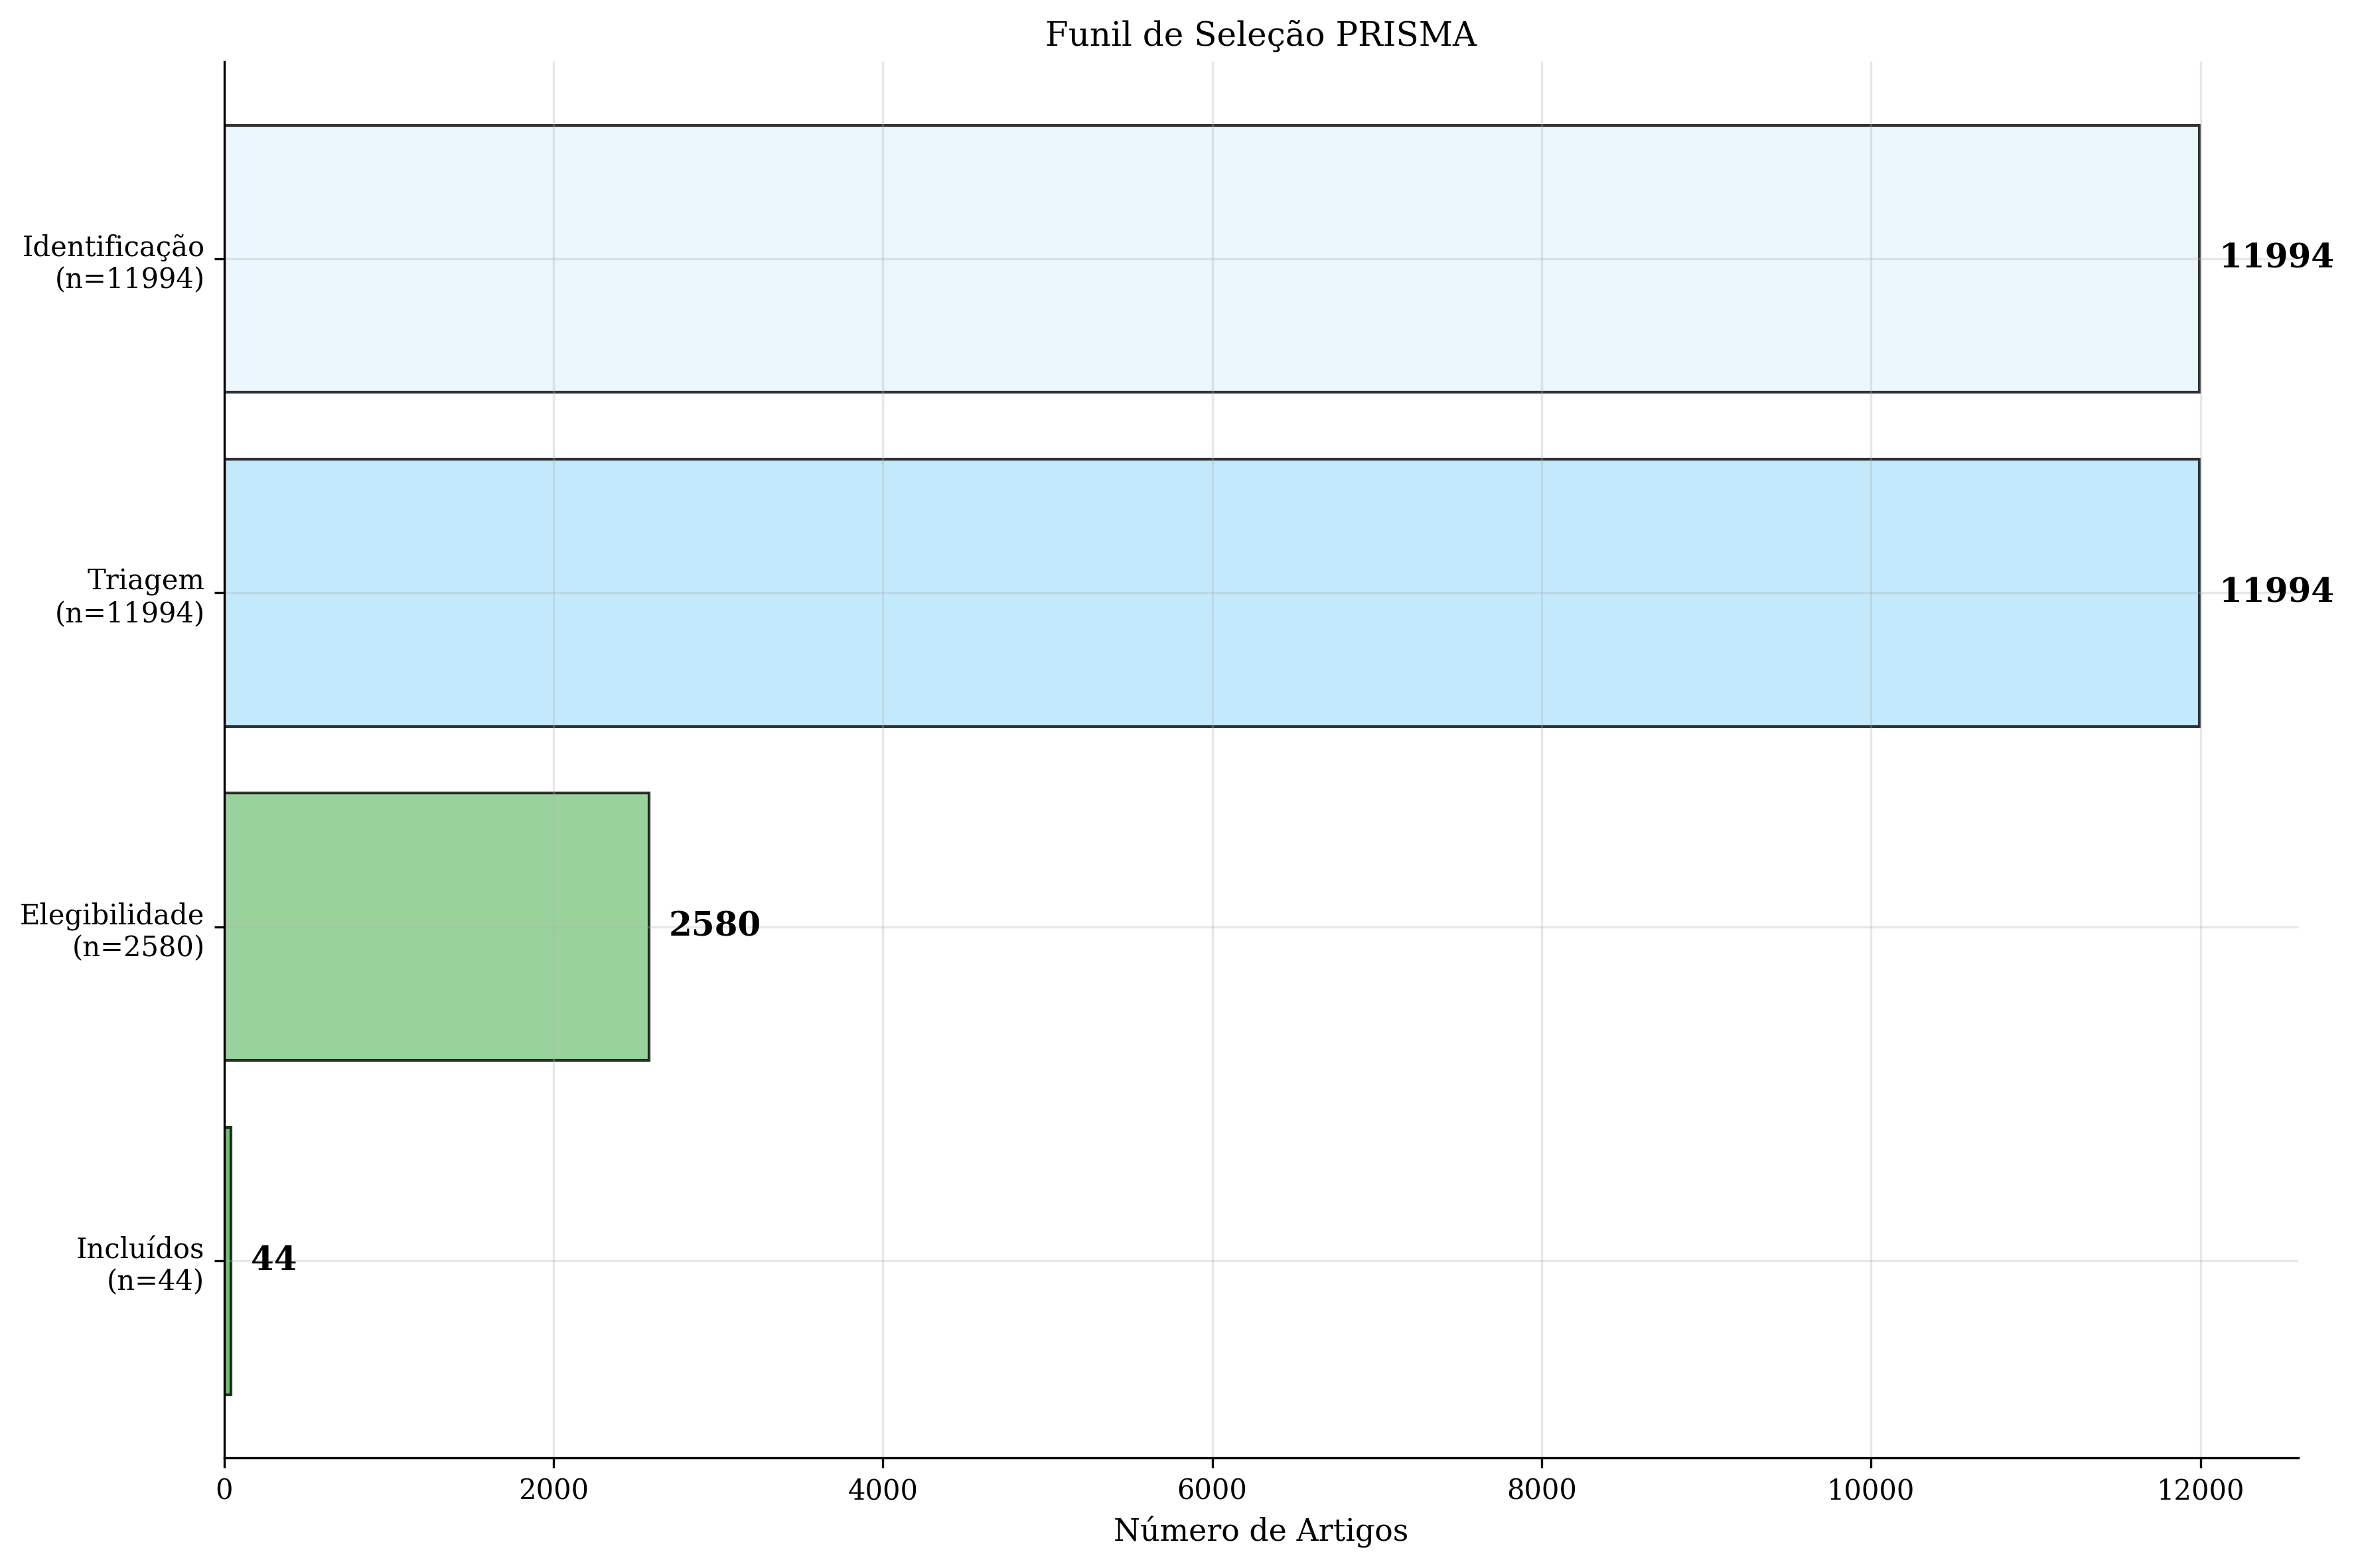 Funil de Seleção PRISMA
Identificação
(n=11994)
11994
Triagem
(n=11994)
11994
Elegibilidade
(n=2580)
2580
Incluídos
(n=44)
44
0 2000 4000 6000 8000 10000 12000
Número de Artigos